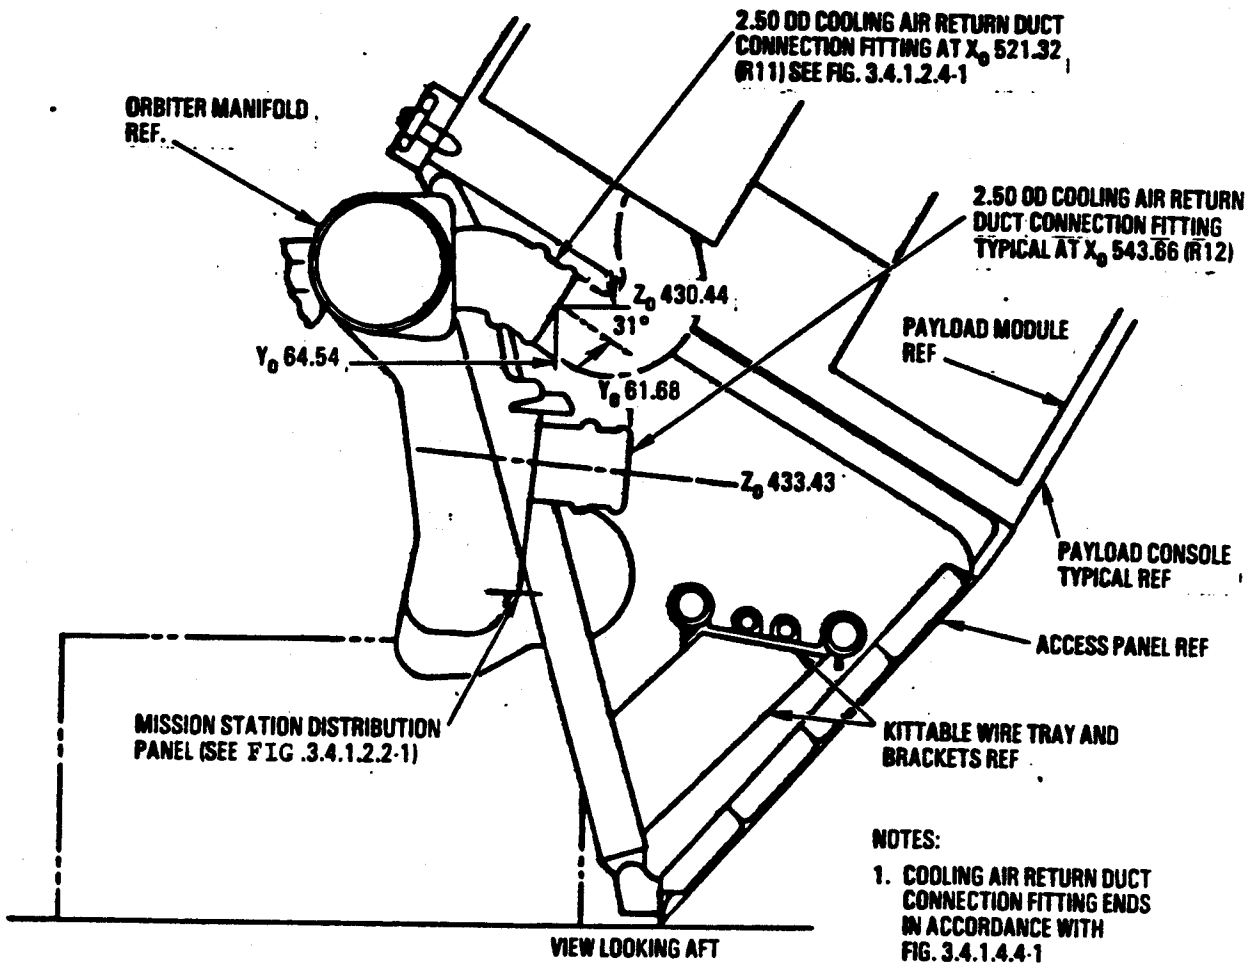 2.50 OD COOLING AIR RETURN DUCT
CONNECTION FITTING AT X₀ 521.32
(R11) SEE FIG. 3.4.1.2.4-1
ORBITER MANIFOLD
REF.
2.50 OD COOLING AIR RETURN
DUCT CONNECTION FITTING
TYPICAL AT X₀ 543.66 (R12)
Z₀ 430.44
31°
PAYLOAD MODULE
REF
Y₀ 64.54
Y₀ 61.68
Z₀ 433.43
PAYLOAD CONSOLE
TYPICAL REF
ACCESS PANEL REF
MISSION STATION DISTRIBUTION
PANEL (SEE FIG .3.4.1.2.2-1)
KITTABLE WIRE TRAY AND
BRACKETS REF
NOTES:
1. COOLING AIR RETURN DUCT
CONNECTION FITTING ENDS
IN ACCORDANCE WITH
FIG. 3.4.1.4.4-1
VIEW LOOKING AFT